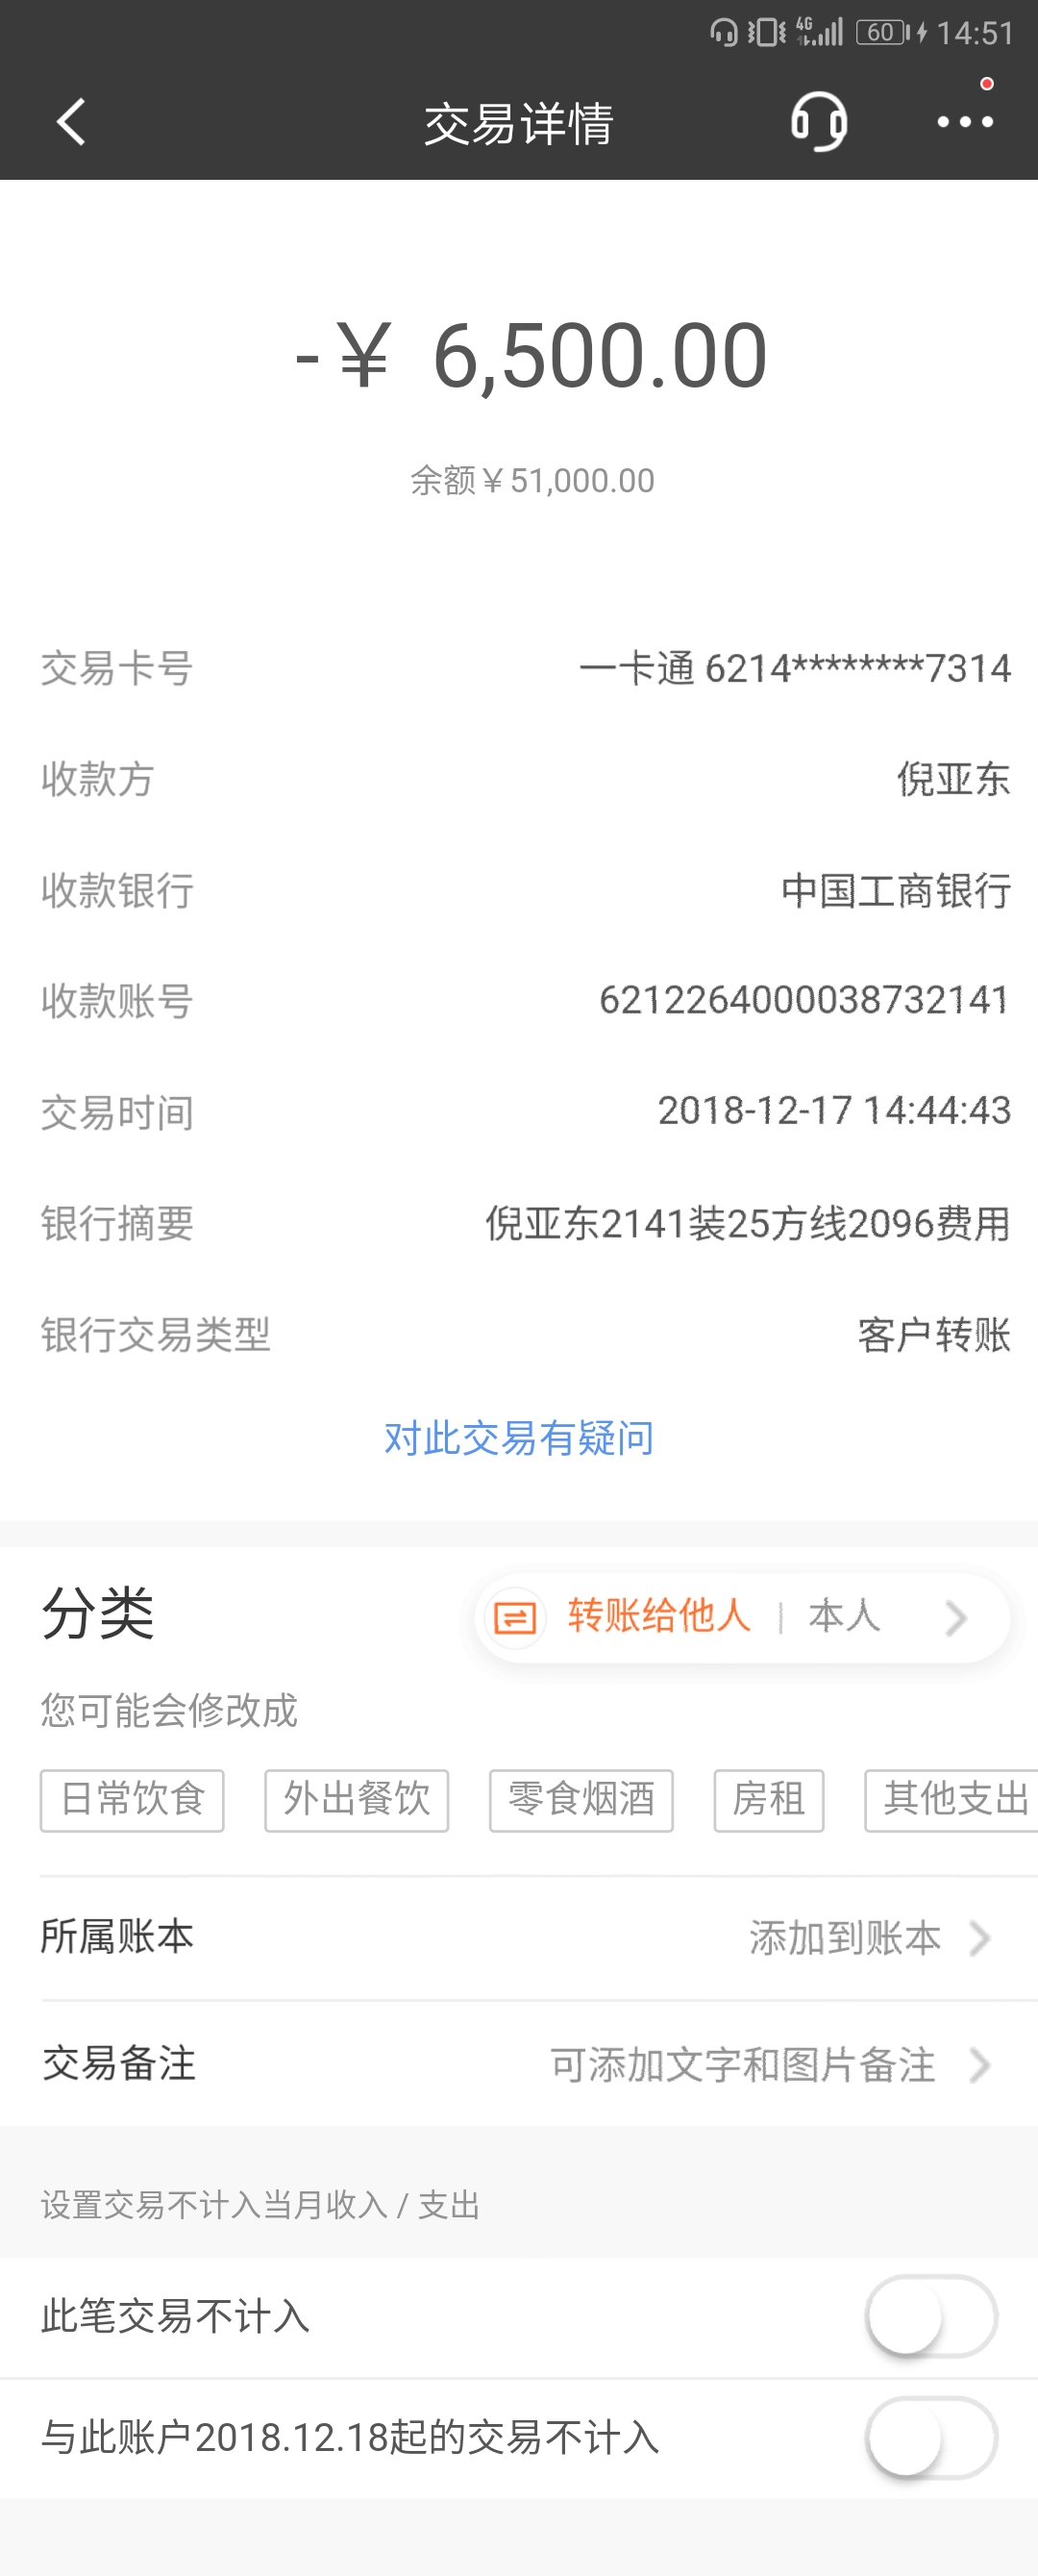 4G 60 14:51
交易详情
-￥ 6,500.00
余额￥51,000.00
交易卡号 一卡通 6214********7314
收款方 倪亚东
收款银行 中国工商银行
收款账号 6212264000038732141
交易时间 2018-12-17 14:44:43
银行摘要 倪亚东2141装25方线2096费用
银行交易类型 客户转账
对此交易有疑问
分类 转账给他人 | 本人
您可能会修改成
日常饮食 外出餐饮 零食烟酒 房租 其他支出
所属账本 添加到账本
交易备注 可添加文字和图片备注
设置交易不计入当月收入 / 支出
此笔交易不计入
与此账户2018.12.18起的交易不计入